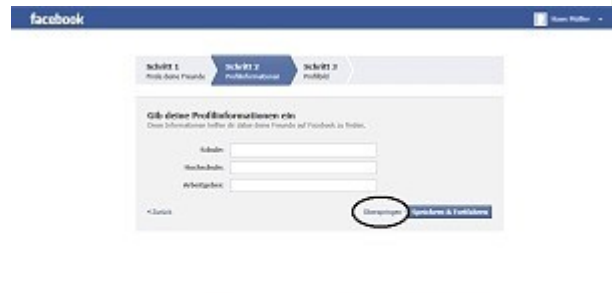 facebook
Hans Müller
Schritt 1
Finde deine Freunde
Schritt 2
Profilinformationen
Schritt 3
Profilbild
Gib deine Profilinformationen ein
Diese Informationen helfen dir dabei deine Freunde auf Facebook zu finden.
Schule:
Hochschule:
Arbeitgeber:
Zurück
Überspringen
Speichern & Fortfahren